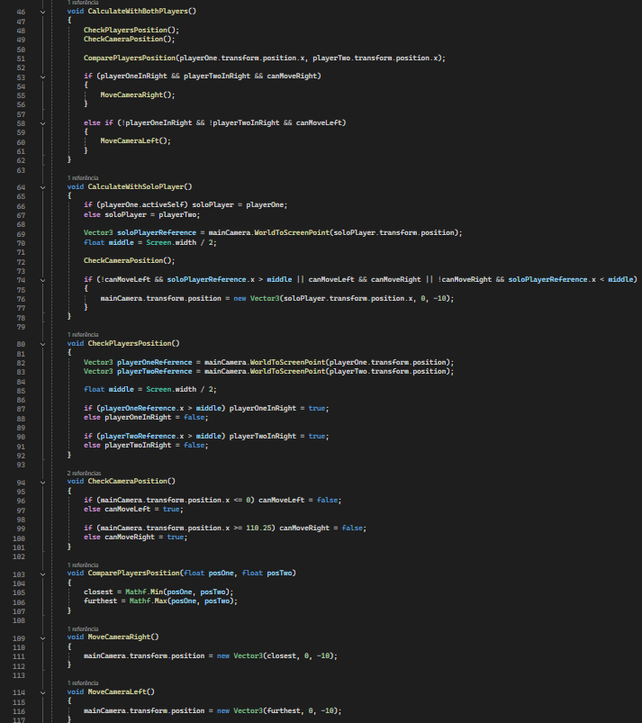 1 referência
46 void CalculateWithBothPlayers()
47 {
48 CheckPlayersPosition();
49 CheckCameraPosition();
50
51 ComparePlayersPosition(playerOne.transform.position.x, playerTwo.transform.position.x);
52
53 if (playerOneInRight && playerTwoInRight && canMoveRight)
54 {
55 MoveCameraRight();
56 }
57
58 else if (!playerOneInRight && !playerTwoInRight && canMoveLeft)
59 {
60 MoveCameraLeft();
61 }
62 }
63
1 referência
64 void CalculateWithSoloPlayer()
65 {
66 if (playerOne.activeSelf) soloPlayer = playerOne;
67 else soloPlayer = playerTwo;
68
69 Vector3 soloPlayerReference = mainCamera.WorldToScreenPoint(soloPlayer.transform.position);
70 float middle = Screen.width / 2;
71
72 CheckCameraPosition();
73
74 if (!canMoveLeft && soloPlayerReference.x > middle || canMoveLeft && canMoveRight || !canMoveRight && soloPlayerReference.x < middle)
75 {
76 mainCamera.transform.position = new Vector3(soloPlayer.transform.position.x, 0, -10);
77 }
78 }
79
1 referência
80 void CheckPlayersPosition()
81 {
82 Vector3 playerOneReference = mainCamera.WorldToScreenPoint(playerOne.transform.position);
83 Vector3 playerTwoReference = mainCamera.WorldToScreenPoint(playerTwo.transform.position);
84
85 float middle = Screen.width / 2;
86
87 if (playerOneReference.x > middle) playerOneInRight = true;
88 else playerOneInRight = false;
89
90 if (playerTwoReference.x > middle) playerTwoInRight = true;
91 else playerTwoInRight = false;
92 }
93
2 referências
94 void CheckCameraPosition()
95 {
96 if (mainCamera.transform.position.x <= 0) canMoveLeft = false;
97 else canMoveLeft = true;
98
99 if (mainCamera.transform.position.x >= 110.25) canMoveRight = false;
100 else canMoveRight = true;
101 }
102
1 referência
103 void ComparePlayersPosition(float posOne, float posTwo)
104 {
105 closest = Mathf.Min(posOne, posTwo);
106 furthest = Mathf.Max(posOne, posTwo);
107 }
108
1 referência
109 void MoveCameraRight()
110 {
111 mainCamera.transform.position = new Vector3(closest, 0, -10);
112 }
113
1 referência
114 void MoveCameraLeft()
115 {
116 mainCamera.transform.position = new Vector3(furthest, 0, -10);
117 }